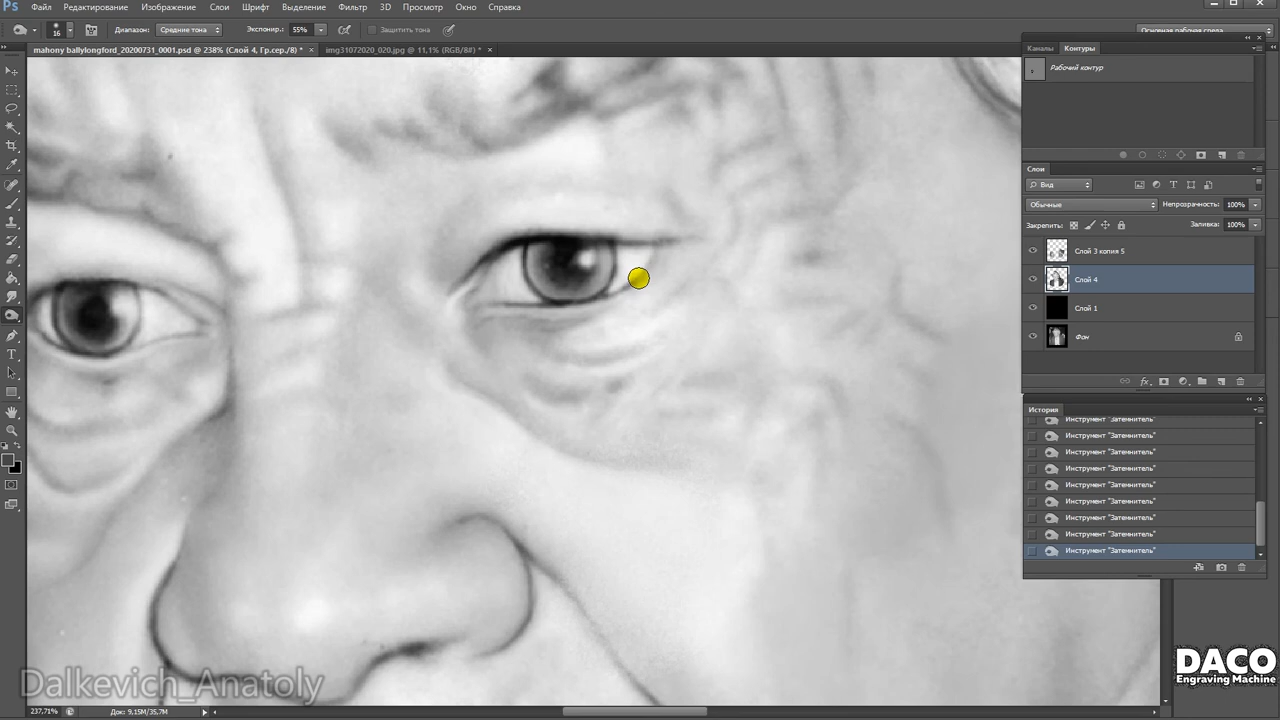 Ps
Файл
Редактирование
Изображение
Слои
Шрифт
Выделение
Фильтр
3D
Просмотр
Окно
Справка
16
Диапазон:
Средние тона
Экспонир.:
55%
Защитить тона
Основная рабочая среда
mahony ballylongford_20200731_0001.psd @ 238% (Слой 4, Гр.сер./8) *
img31072020_020.jpg @ 11,1% (RGB/8#) *
Каналы
Контуры
Рабочий контур
Слои
Вид
Обычные
Непрозрачность:
100%
Закрепить:
Заливка:
100%
Слой 3 копия 5
Слой 4
Слой 1
Фон
История
Инструмент "Затемнитель"
Инструмент "Затемнитель"
Инструмент "Затемнитель"
Инструмент "Затемнитель"
Инструмент "Затемнитель"
Инструмент "Затемнитель"
Инструмент "Затемнитель"
Инструмент "Затемнитель"
Инструмент "Затемнитель"
DACO
Engraving Machine
Dalkevich_Anatoly
237,71%
Док: 9,15M/35,7M